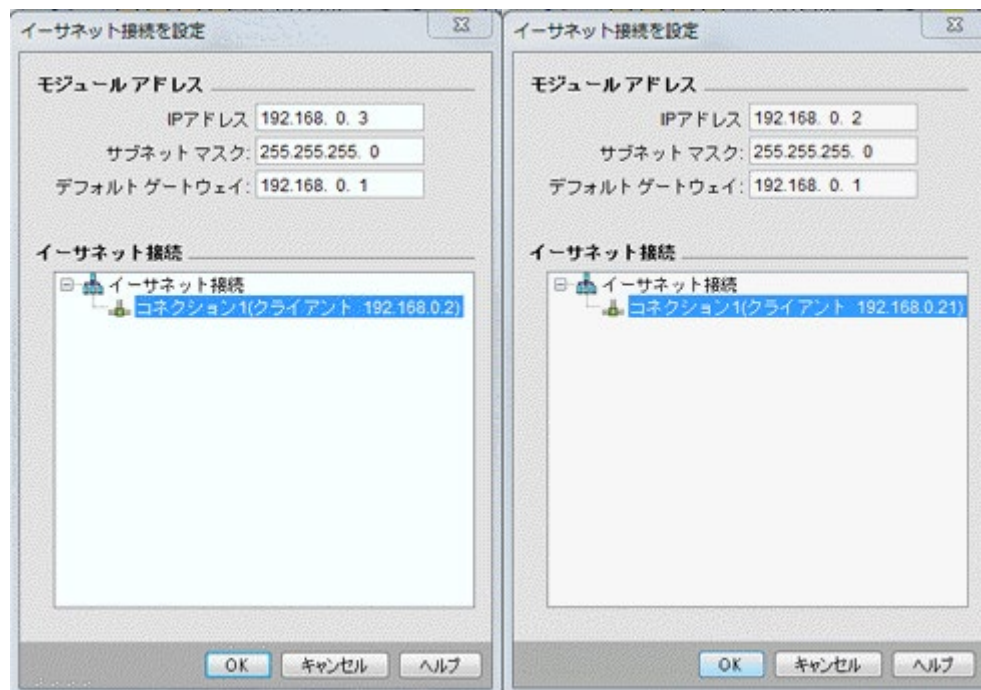 イーサネット接続を設定
モジュール アドレス
IPアドレス 192.168. 0. 3
サブネット マスク: 255.255.255. 0
デフォルト ゲートウェイ: 192.168. 0. 1
イーサネット接続
イーサネット接続
コネクション1(クライアント 192.168.0.2)
OK キャンセル ヘルプ
イーサネット接続を設定
モジュール アドレス
IPアドレス 192.168. 0. 2
サブネット マスク: 255.255.255. 0
デフォルト ゲートウェイ: 192.168. 0. 1
イーサネット接続
イーサネット接続
コネクション1(クライアント 192.168.0.21)
OK キャンセル ヘルプ